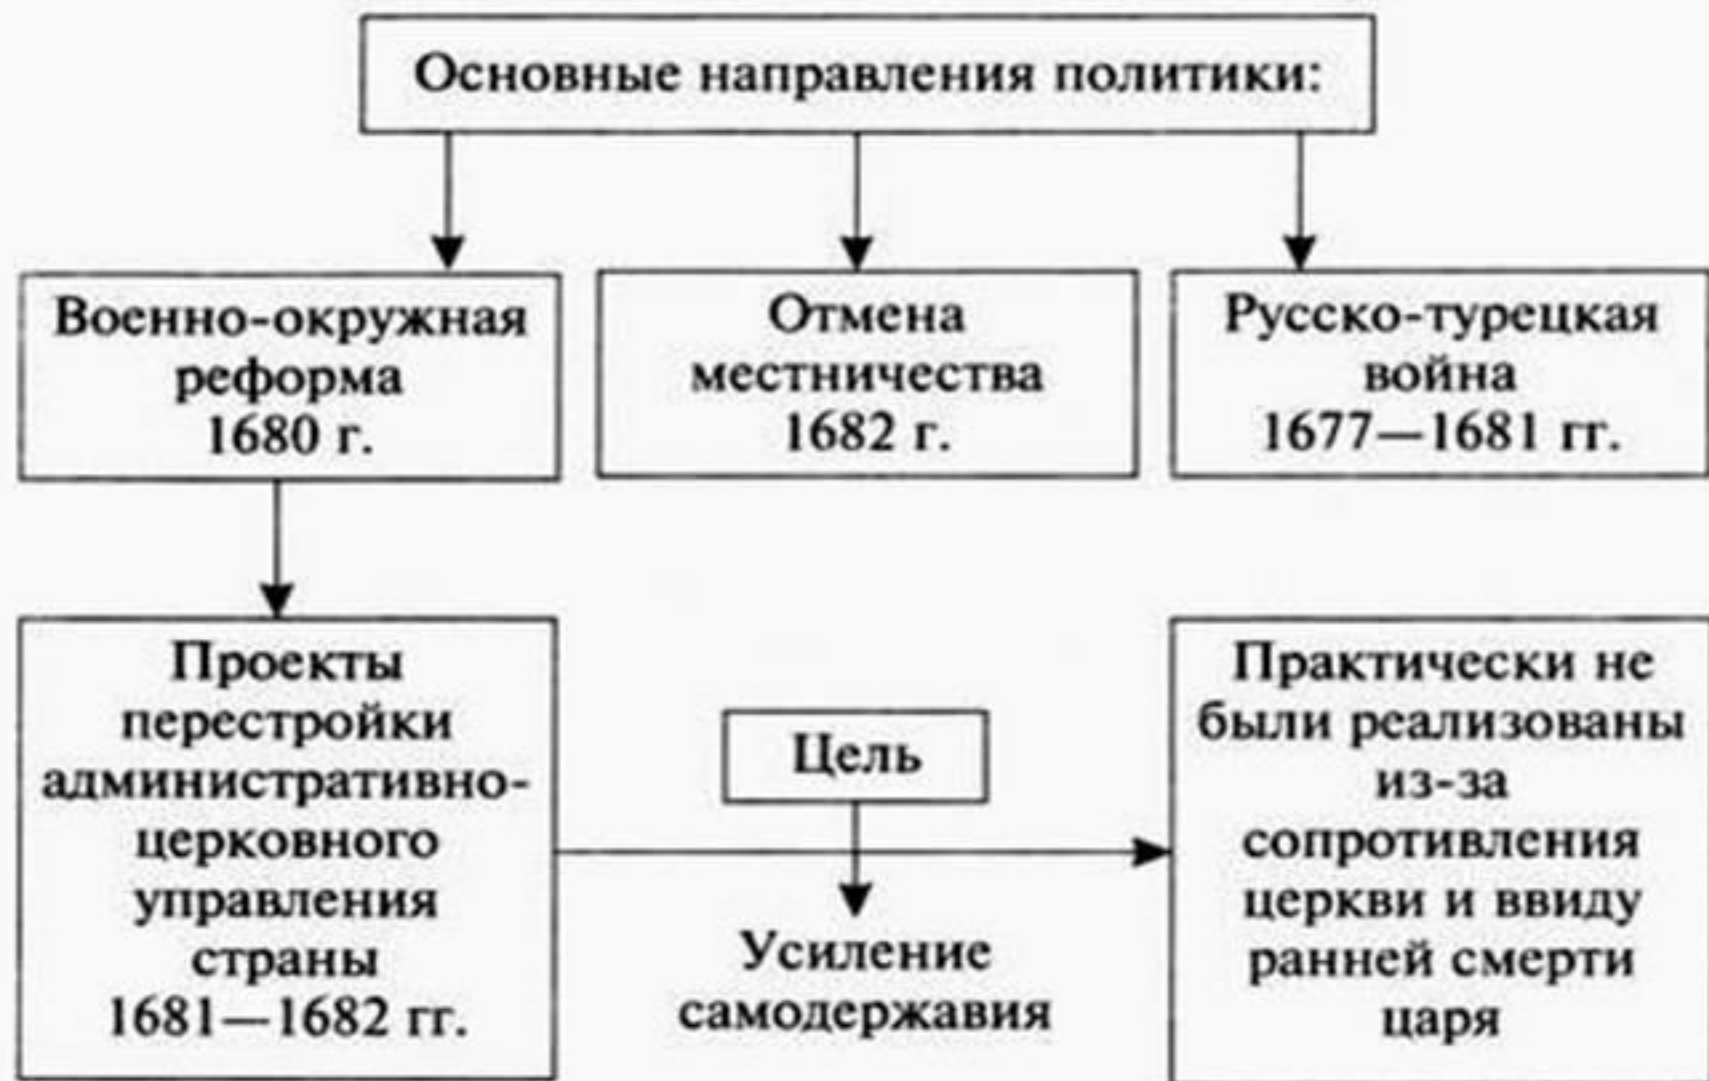 Основные направления политики:
Военно-окружная
реформа
1680 г.
Отмена
местничества
1682 г.
Русско-турецкая
война
1677—1681 гг.
Проекты
перестройки
административно-
церковного
управления
страны
1681—1682 гг.
Цель
Усиление
самодержавия
Практически не
были реализованы
из-за
сопротивления
церкви и ввиду
ранней смерти
царя